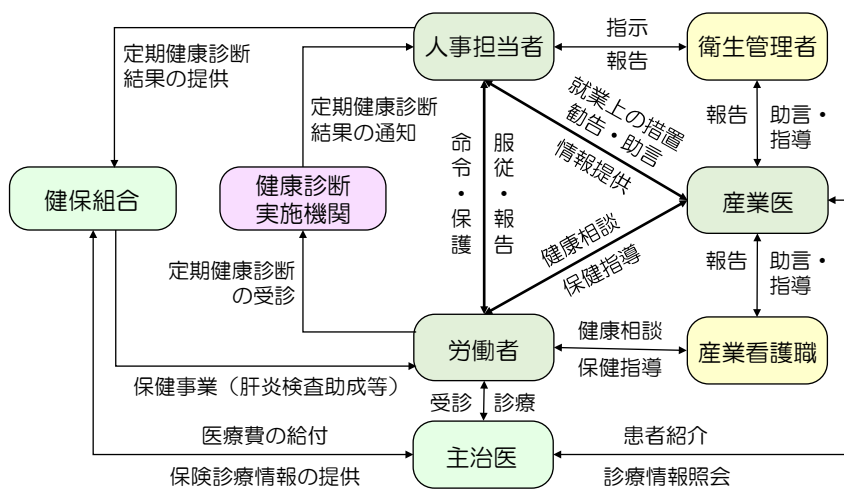 定期健康診断
結果の提供
人事担当者
指示
報告
衛生管理者
定期健康診断
結果の通知
就業上の措置
勧告・助言
情報提供
報告
助言・
指導
健保組合
健康診断
実施機関
命令・保護
服従・報告
産業医
健康相談
保健指導
定期健康診断
の受診
報告
助言・
指導
労働者
健康相談
保健指導
産業看護職
保健事業（肝炎検査助成等）
受診
診療
医療費の給付
保険診療情報の提供
主治医
患者紹介
診療情報照会